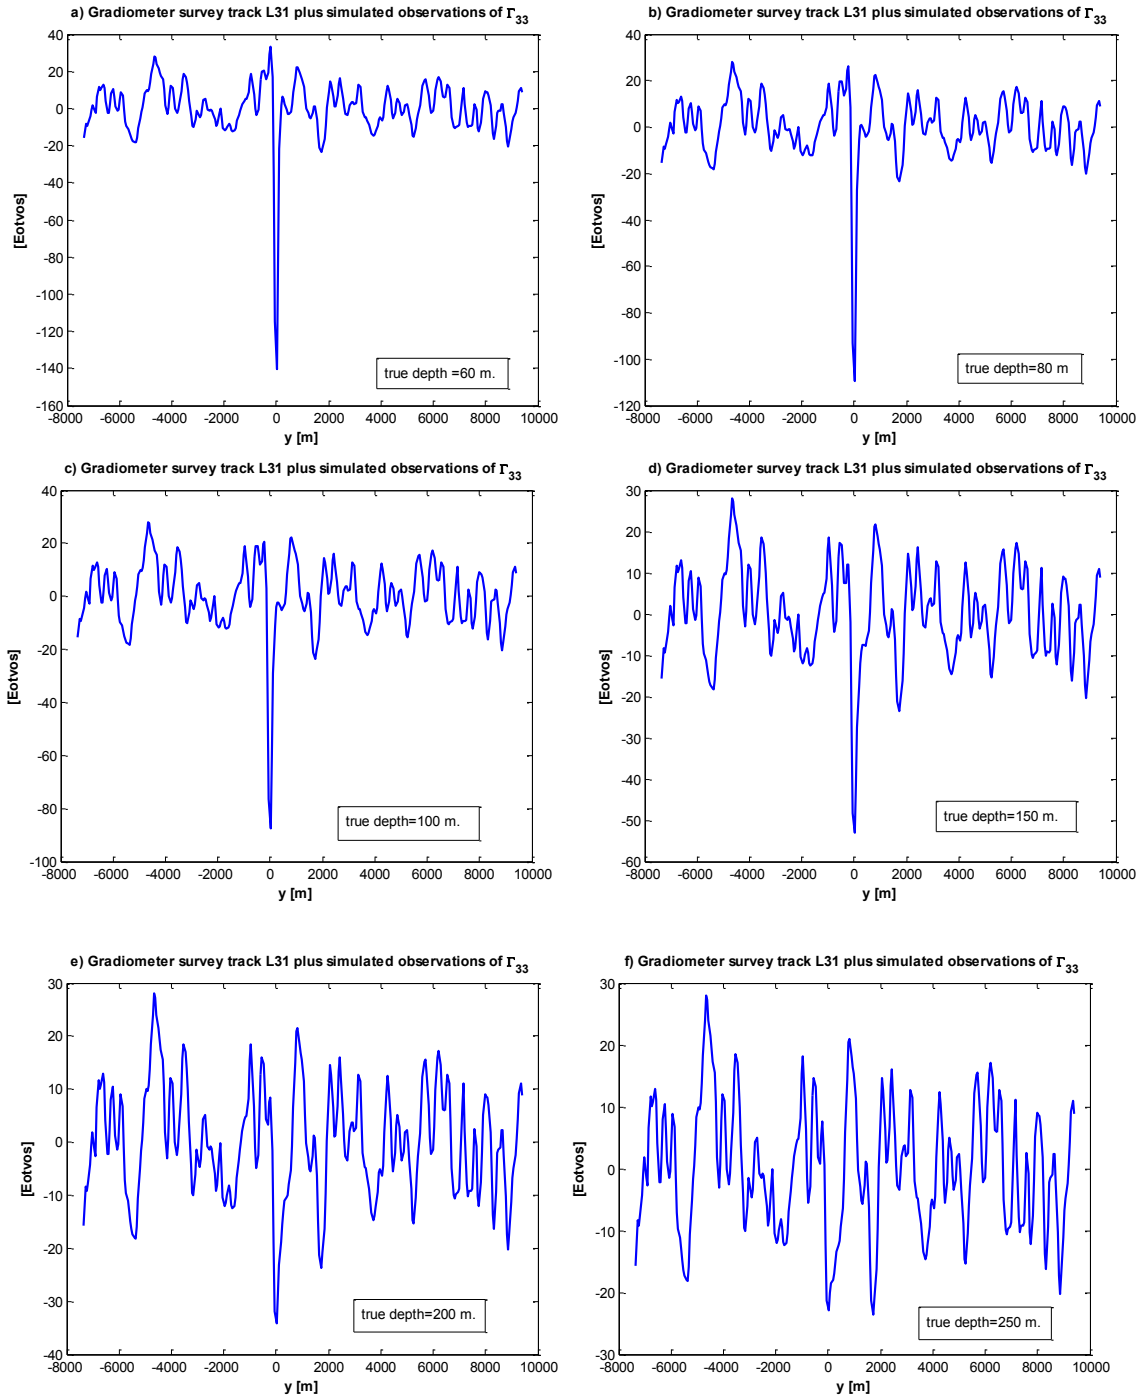 a) Gradiometer survey track L31 plus simulated observations of Γ33
40
20
0
-20
-40
-60
-80
-100
-120
-140
-160
[Eotvos]
true depth =60 m.
-8000 -6000 -4000 -2000 0 2000 4000 6000 8000 10000
y [m]
b) Gradiometer survey track L31 plus simulated observations of Γ33
40
20
0
-20
-40
-60
-80
-100
-120
[Eotvos]
true depth=80 m
-8000 -6000 -4000 -2000 0 2000 4000 6000 8000 10000
y [m]
c) Gradiometer survey track L31 plus simulated observations of Γ33
40
20
0
-20
-40
-60
-80
-100
[Eotvos]
true depth=100 m.
-8000 -6000 -4000 -2000 0 2000 4000 6000 8000 10000
y [m]
d) Gradiometer survey track L31 plus simulated observations of Γ33
30
20
10
0
-10
-20
-30
-40
-50
-60
[Eotvos]
true depth=150 m.
-8000 -6000 -4000 -2000 0 2000 4000 6000 8000 10000
y [m]
e) Gradiometer survey track L31 plus simulated observations of Γ33
30
20
10
0
-10
-20
-30
-40
[Eotvos]
true depth=200 m.
-8000 -6000 -4000 -2000 0 2000 4000 6000 8000 10000
y [m]
f) Gradiometer survey track L31 plus simulated observations of Γ33
30
20
10
0
-10
-20
-30
[Eotvos]
true depth=250 m.
-8000 -6000 -4000 -2000 0 2000 4000 6000 8000 10000
y [m]